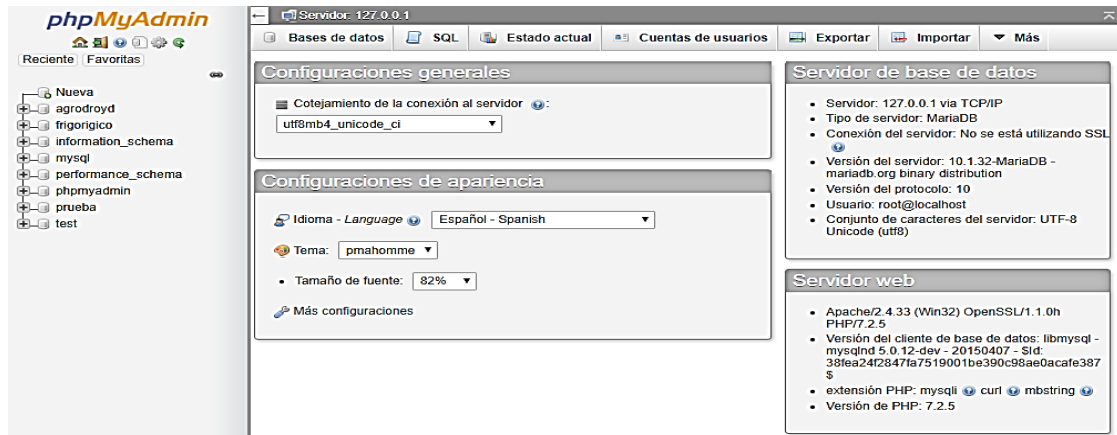 phpMyAdmin
Reciente Favoritas
Nueva
agrodroyd
frigorigico
information_schema
mysql
performance_schema
phpmyadmin
prueba
test
Servidor: 127.0.0.1
Bases de datos SQL Estado actual Cuentas de usuarios Exportar Importar Más
Configuraciones generales
Cotejamiento de la conexión al servidor :
utf8mb4_unicode_ci
Configuraciones de apariencia
Idioma - Language Español - Spanish
Tema: pmahomme
Tamaño de fuente: 82%
Más configuraciones
Servidor de base de datos
Servidor: 127.0.0.1 via TCP/IP
Tipo de servidor: MariaDB
Conexión del servidor: No se está utilizando SSL
Versión del servidor: 10.1.32-MariaDB -
mariadb.org binary distribution
Versión del protocolo: 10
Usuario: root@localhost
Conjunto de caracteres del servidor: UTF-8
Unicode (utf8)
Servidor web
Apache/2.4.33 (Win32) OpenSSL/1.1.0h
PHP/7.2.5
Versión del cliente de base de datos: libmysql -
mysqlnd 5.0.12-dev - 20150407 - $Id:
38fea24f2847fa7519001be390c98ae0acafe387
$
extensión PHP: mysqli curl mbstring
Versión de PHP: 7.2.5